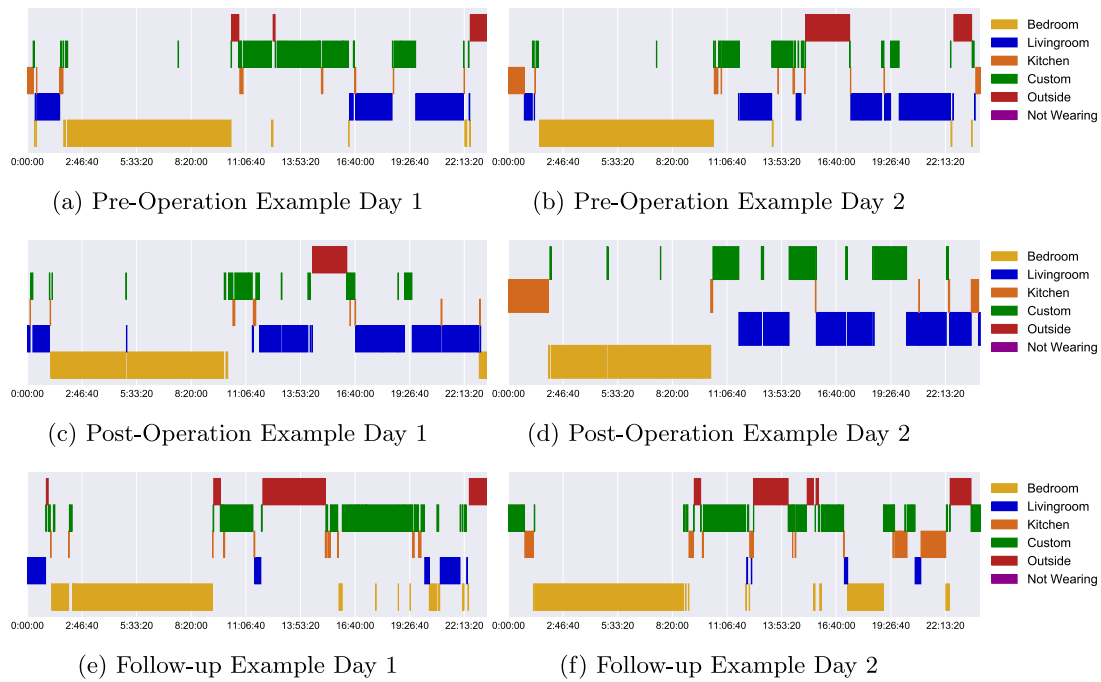 Bedroom
Livingroom
Kitchen
Custom
Outside
Not Wearing
0:00:00 2:46:40 5:33:20 8:20:00 11:06:40 13:53:20 16:40:00 19:26:40 22:13:20
0:00:00 2:46:40 5:33:20 8:20:00 11:06:40 13:53:20 16:40:00 19:26:40 22:13:20
(a) Pre-Operation Example Day 1
(b) Pre-Operation Example Day 2
Bedroom
Livingroom
Kitchen
Custom
Outside
Not Wearing
0:00:00 2:46:40 5:33:20 8:20:00 11:06:40 13:53:20 16:40:00 19:26:40 22:13:20
0:00:00 2:46:40 5:33:20 8:20:00 11:06:40 13:53:20 16:40:00 19:26:40 22:13:20
(c) Post-Operation Example Day 1
(d) Post-Operation Example Day 2
Bedroom
Livingroom
Kitchen
Custom
Outside
Not Wearing
0:00:00 2:46:40 5:33:20 8:20:00 11:06:40 13:53:20 16:40:00 19:26:40 22:13:20
0:00:00 2:46:40 5:33:20 8:20:00 11:06:40 13:53:20 16:40:00 19:26:40 22:13:20
(e) Follow-up Example Day 1
(f) Follow-up Example Day 2